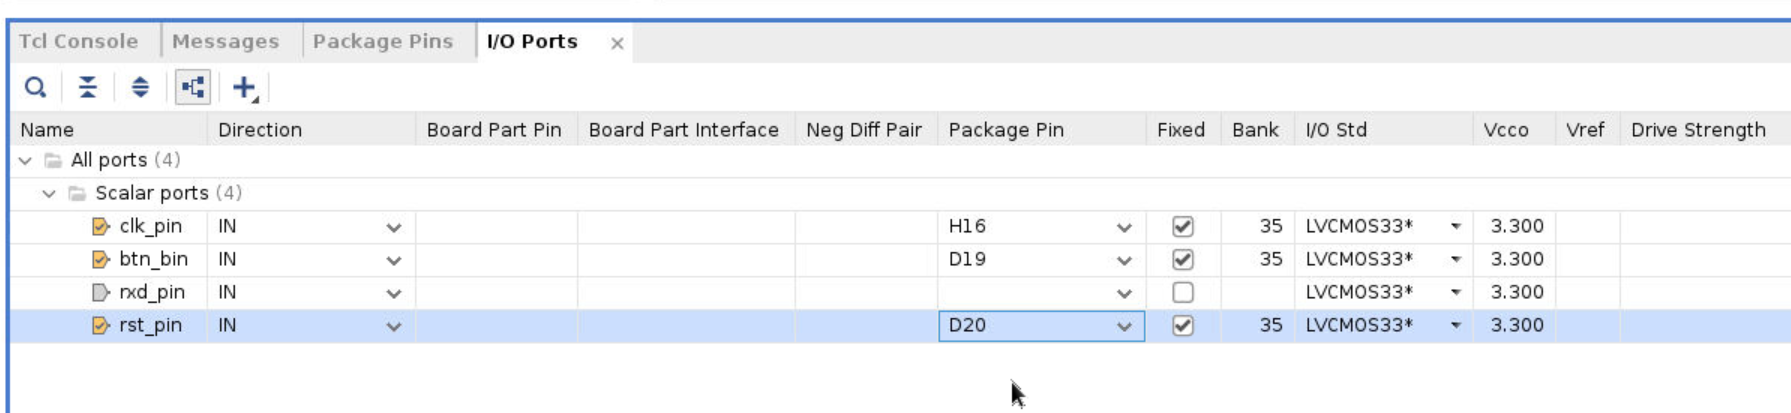 Tcl Console Messages Package Pins I/O Ports ×
Name Direction Board Part Pin Board Part Interface Neg Diff Pair Package Pin Fixed Bank I/O Std Vcco Vref Drive Strength
All ports (4)
Scalar ports (4)
clk_pin IN H16 35 LVCMOS33* 3.300
btn_bin IN D19 35 LVCMOS33* 3.300
rxd_pin IN LVCMOS33* 3.300
rst_pin IN D20 35 LVCMOS33* 3.300